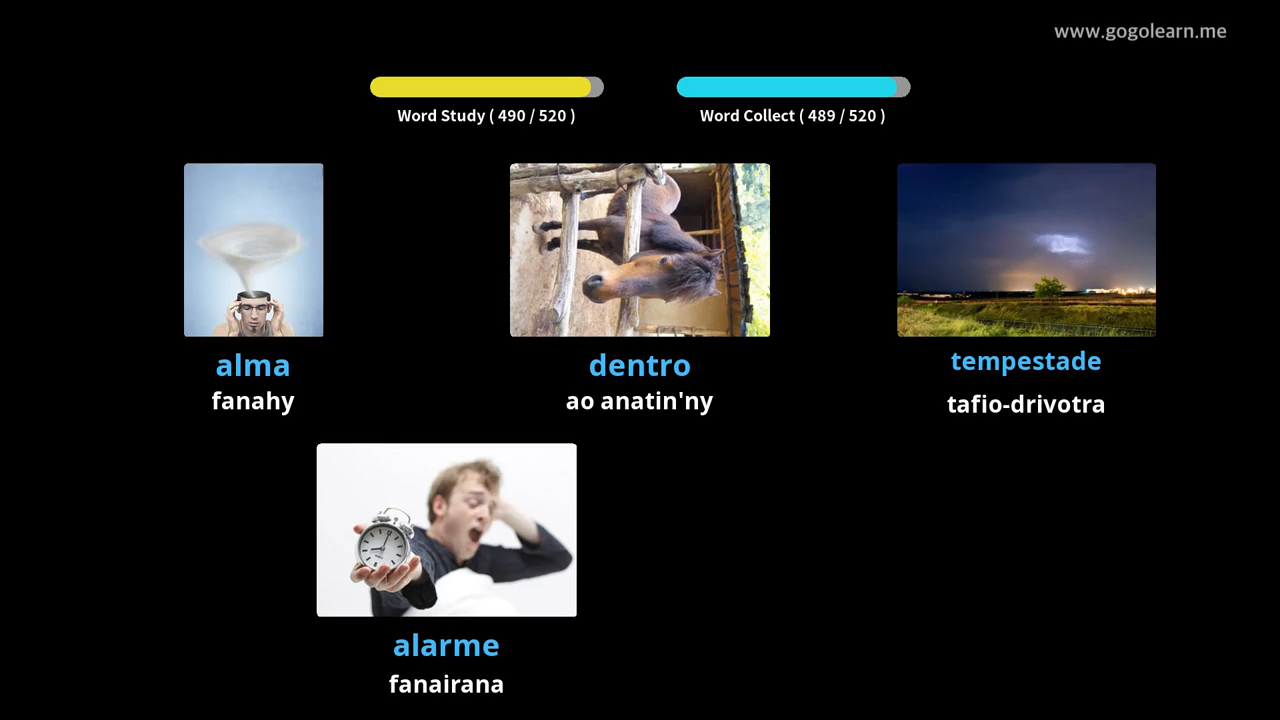 www.gogolearn.me
Word Study ( 490 / 520 )
Word Collect ( 489 / 520 )
alma
fanahy
dentro
ao anatin'ny
tempestade
tafio-drivotra
alarme
fanairana